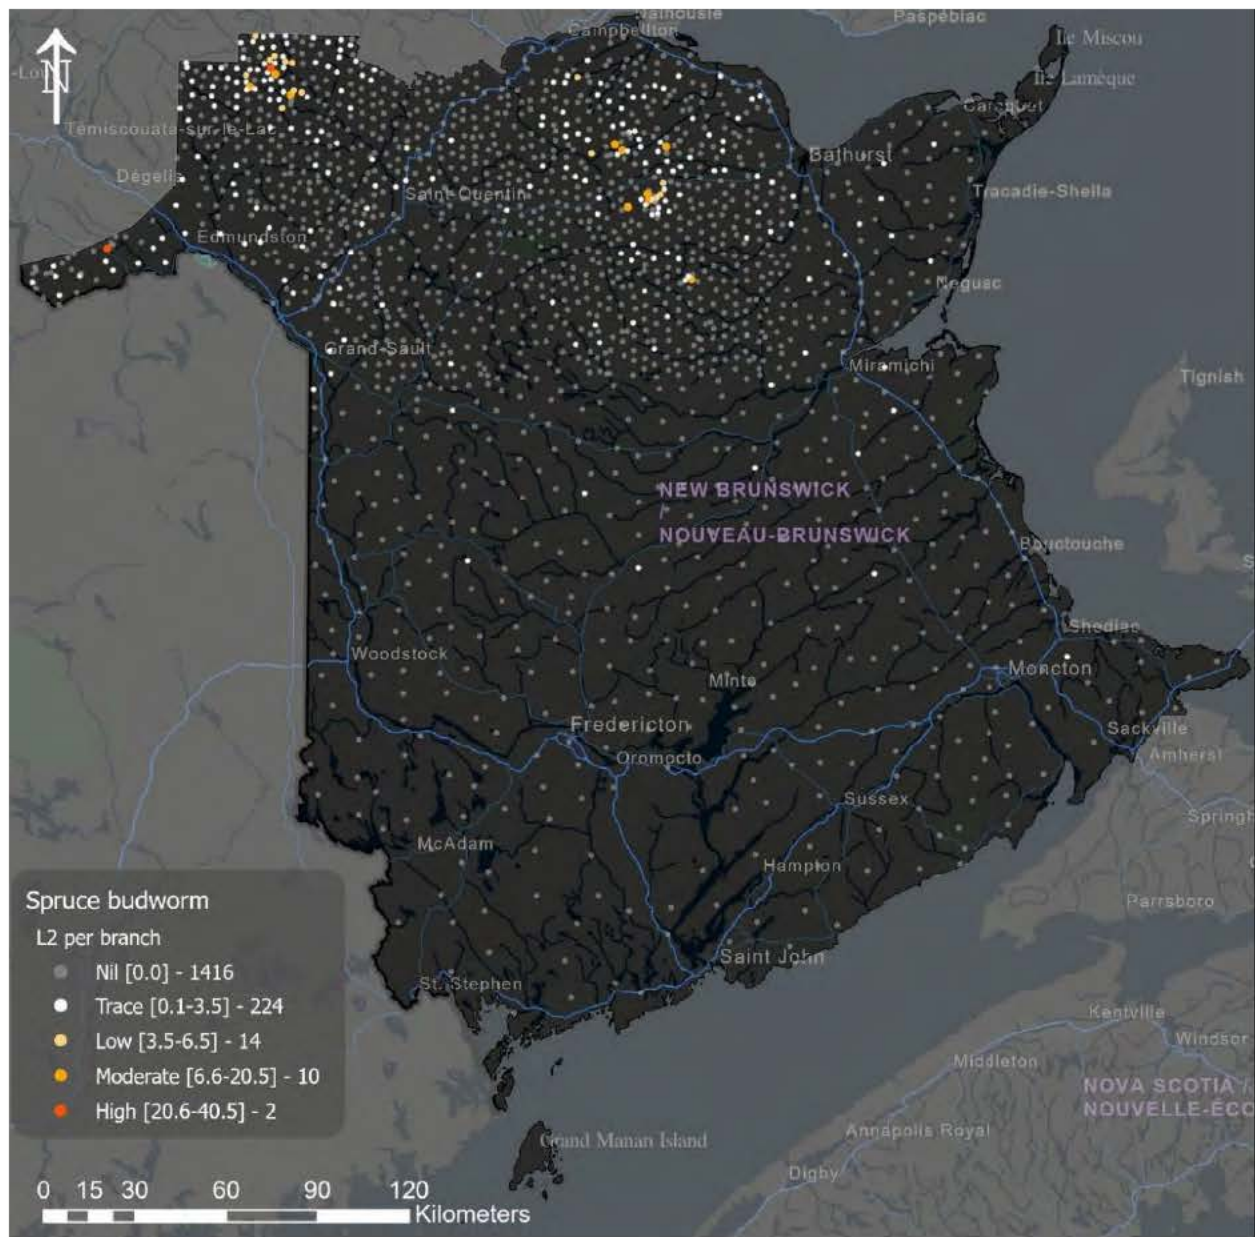 Dalhousie
Paspébiac
Campbellton
Île Miscou
N
Île Lamèque
Caraquet
Témiscouata-sur-le-Lac
Bathurst
Dégelis
Saint-Quentin
Tracadie-Sheila
Edmundston
Neguac
Grand-Sault
Miramichi
Tignish
NEW BRUNSWICK
/
NOUVEAU-BRUNSWICK
Bouctouche
Shediac
Woodstock
Moncton
Minto
Fredericton
Sackville
Oromocto
Amherst
Sussex
Springh
McAdam
Hampton
Parrsboro
Saint John
St. Stephen
Spruce budworm
L2 per branch
Nil [0.0] - 1416
Trace [0.1-3.5] - 224
Low [3.5-6.5] - 14
Moderate [6.6-20.5] - 10
High [20.6-40.5] - 2
Kentville
Windsor
Middleton
NOVA SCOTIA /
NOUVELLE-ÉCO
Annapolis Royal
Grand Manan Island
Digby
0 15 30 60 90 120
Kilometers